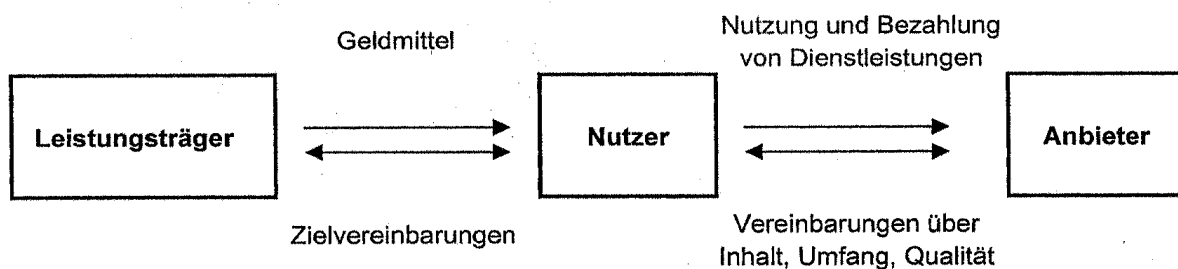 Geldmittel
Nutzung und Bezahlung
von Dienstleistungen
Leistungsträger
Nutzer
Anbieter
Zielvereinbarungen
Vereinbarungen über
Inhalt, Umfang, Qualität